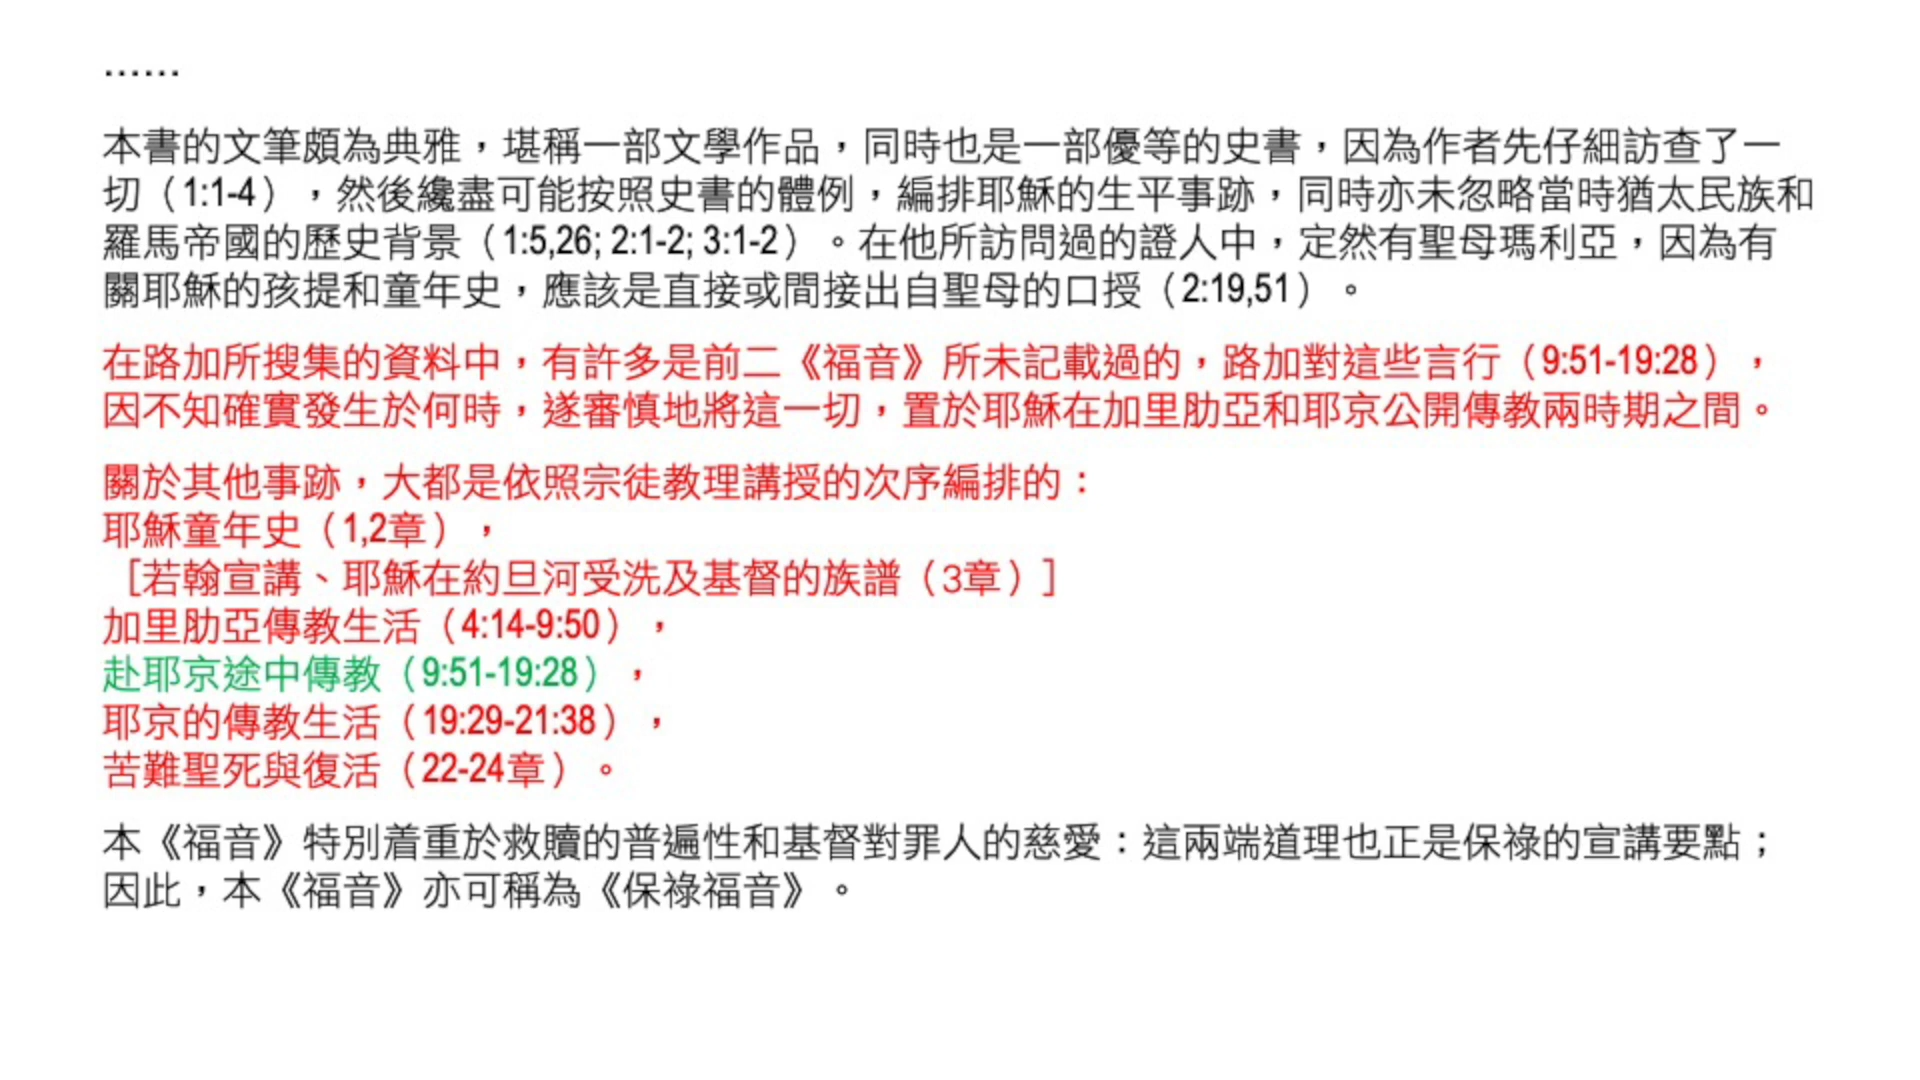 ……
本書的文筆頗為典雅，堪稱一部文學作品，同時也是一部優等的史書，因為作者先仔細訪查了一
切（1:1-4），然後纔盡可能按照史書的體例，編排耶穌的生平事跡，同時亦未忽略當時猶太民族和
羅馬帝國的歷史背景（1:5,26; 2:1-2; 3:1-2）。在他所訪問過的證人中，定然有聖母瑪利亞，因為有
關耶穌的孩提和童年史，應該是直接或間接出自聖母的口授（2:19,51）。
在路加所搜集的資料中，有許多是前二《福音》所未記載過的，路加對這些言行（9:51-19:28），
因不知確實發生於何時，遂審慎地將這一切，置於耶穌在加里肋亞和耶京公開傳教兩時期之間。
關於其他事跡，大都是依照宗徒教理講授的次序編排的：
耶穌童年史（1,2章），
［若翰宣講、耶穌在約旦河受洗及基督的族譜（3章）］
加里肋亞傳教生活（4:14-9:50），
赴耶京途中傳教（9:51-19:28），
耶京的傳教生活（19:29-21:38），
苦難聖死與復活（22-24章）。
本《福音》特別着重於救贖的普遍性和基督對罪人的慈愛：這兩端道理也正是保祿的宣講要點；
因此，本《福音》亦可稱為《保祿福音》。